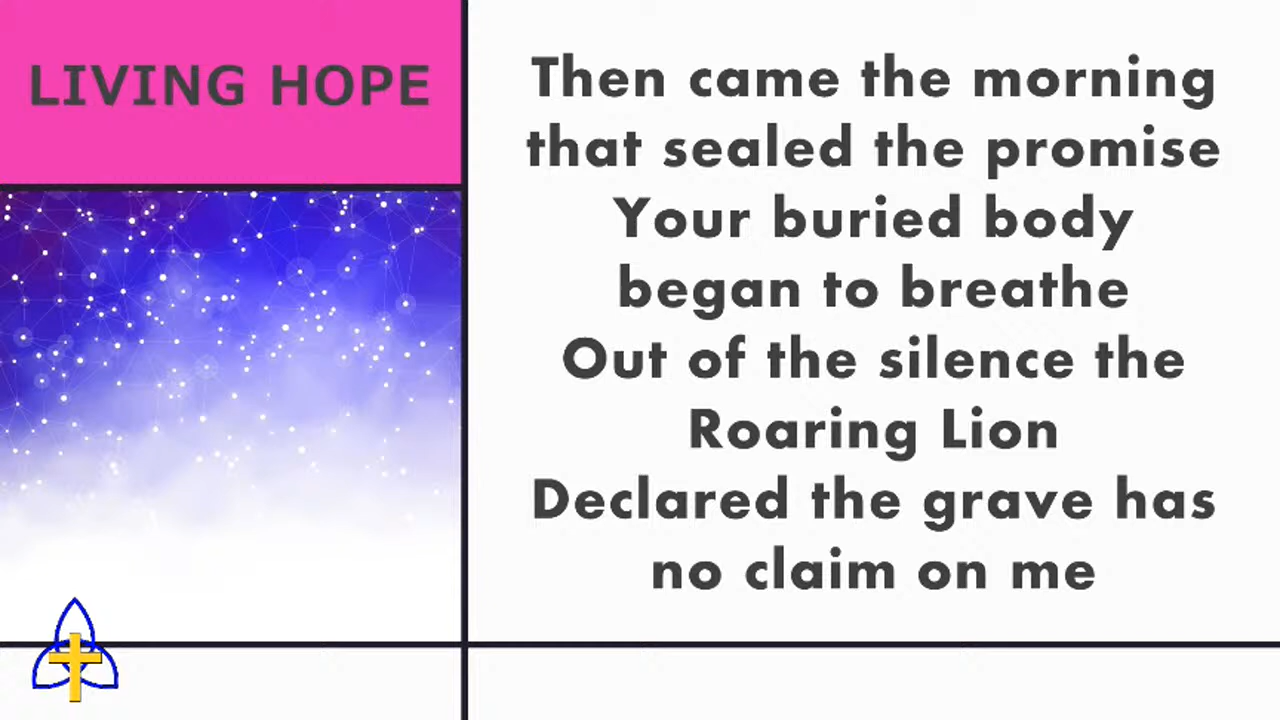 LIVING HOPE
Then came the morning
that sealed the promise
Your buried body
began to breathe
Out of the silence the
Roaring Lion
Declared the grave has
no claim on me